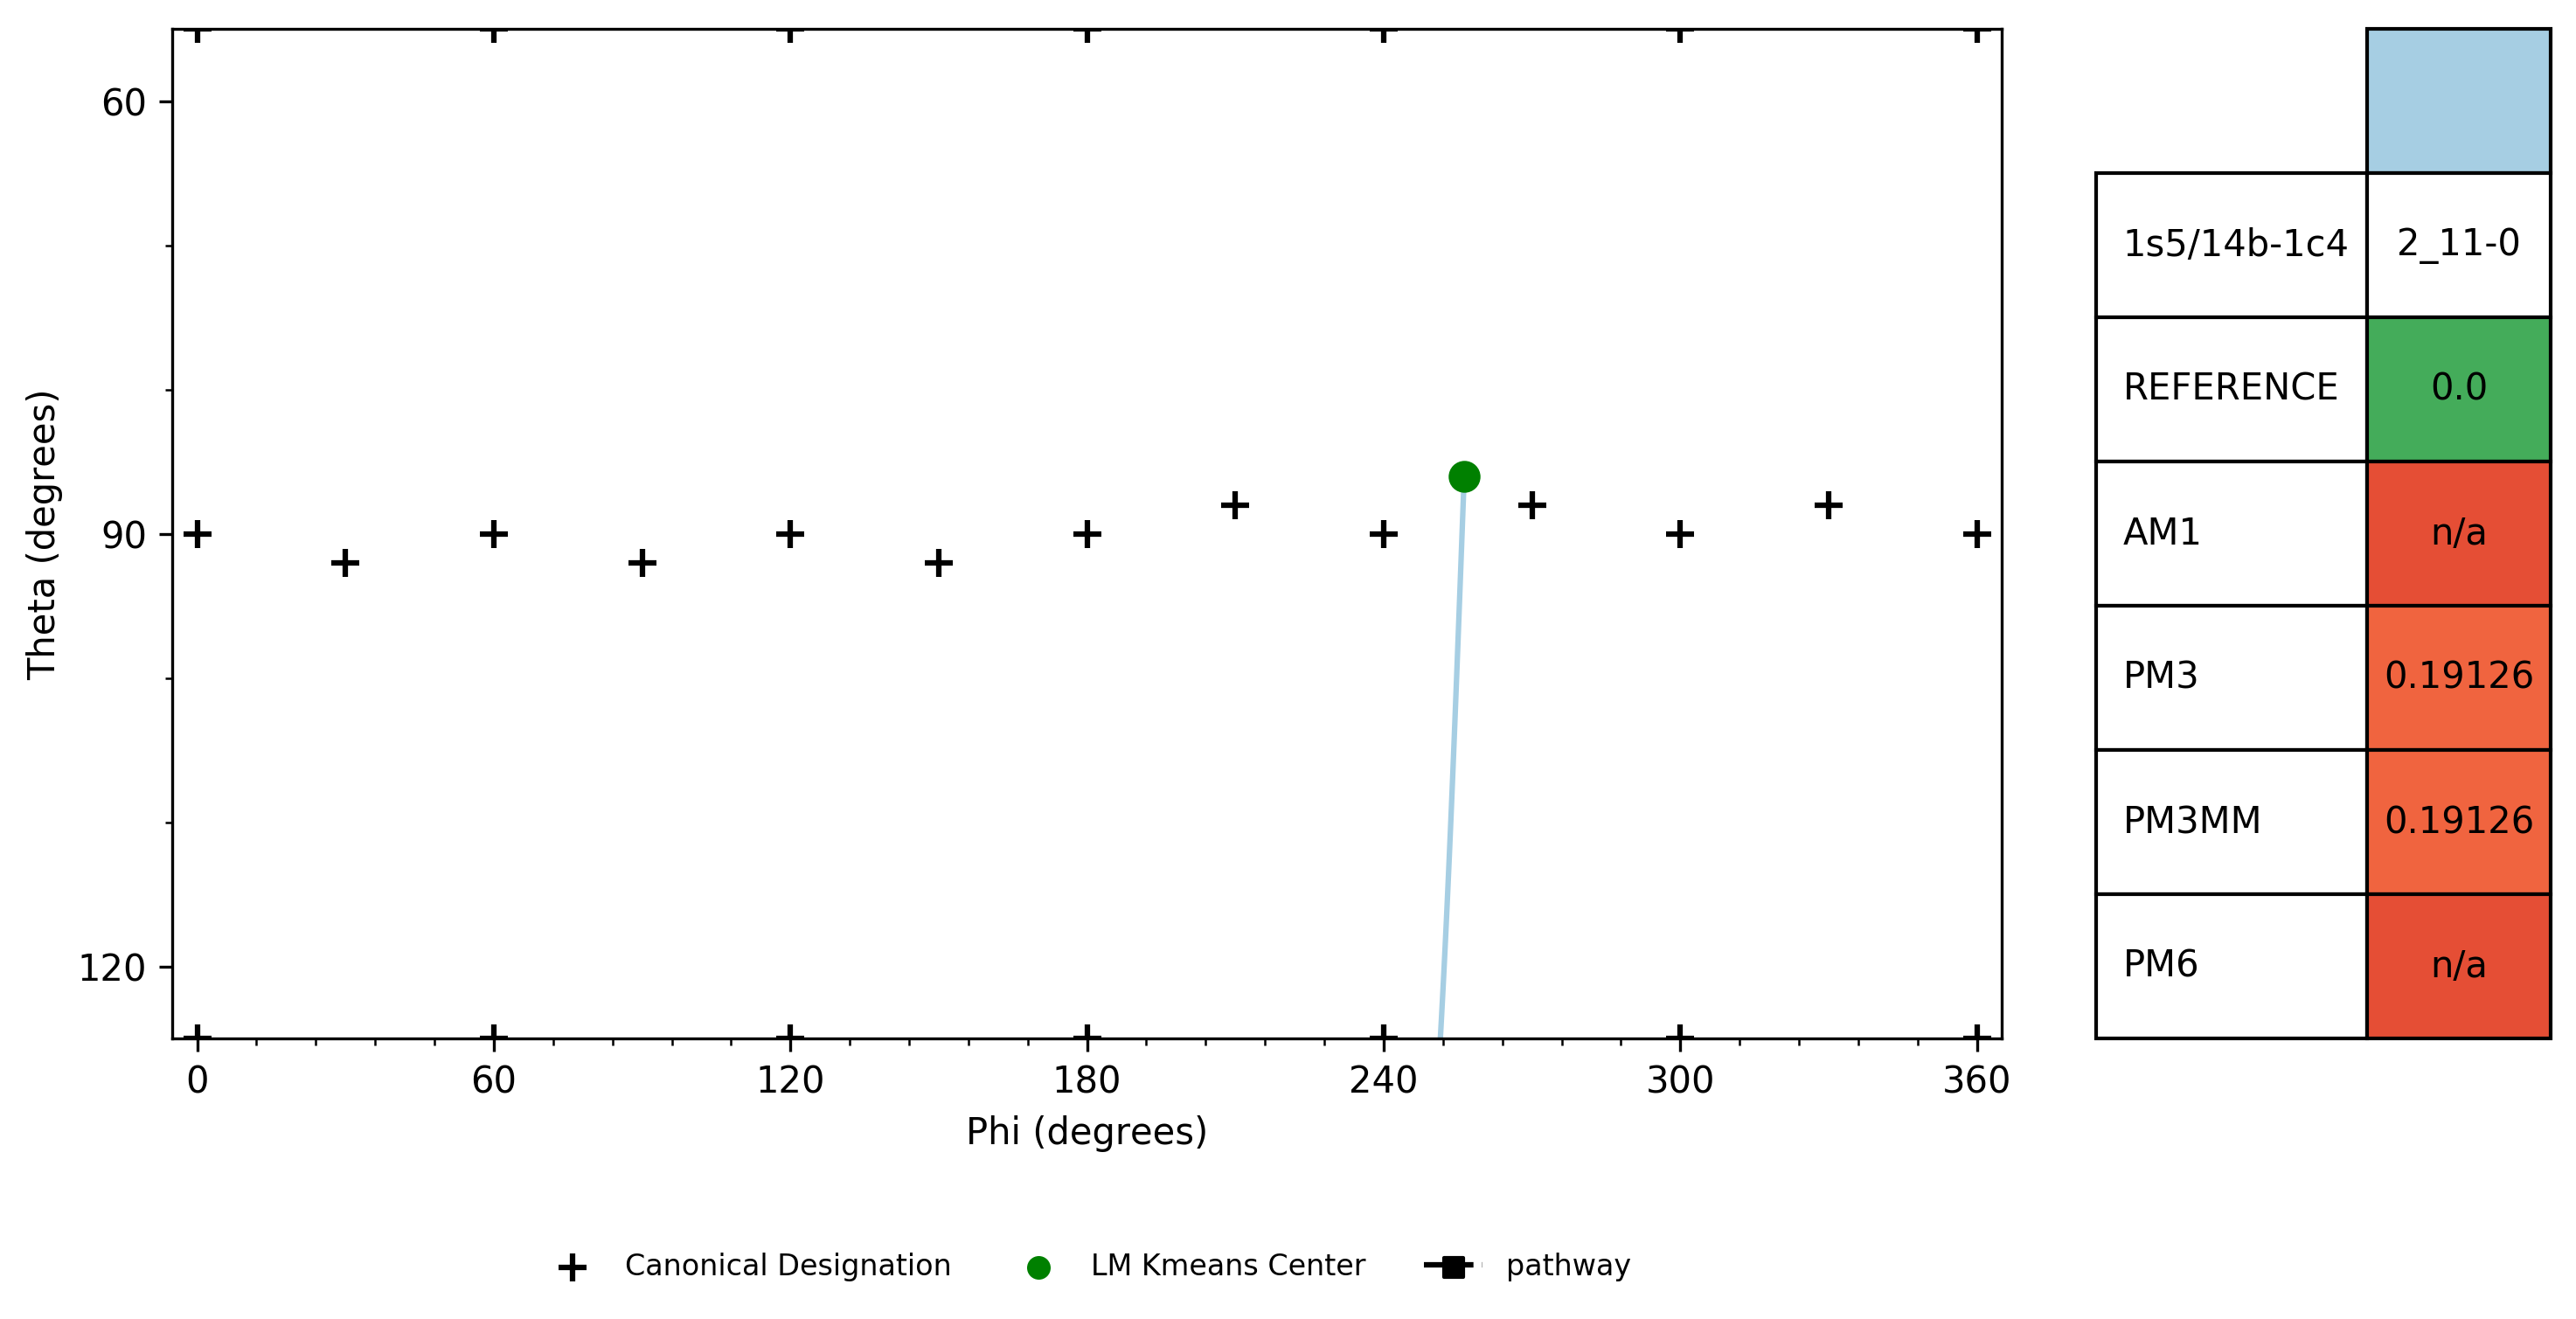 60
90
120
Theta (degrees)
0 60 120 180 240 300 360
Phi (degrees)
Canonical Designation LM Kmeans Center pathway
1s5/14b-1c4 2_11-0
REFERENCE 0.0
AM1 n/a
PM3 0.19126
PM3MM 0.19126
PM6 n/a